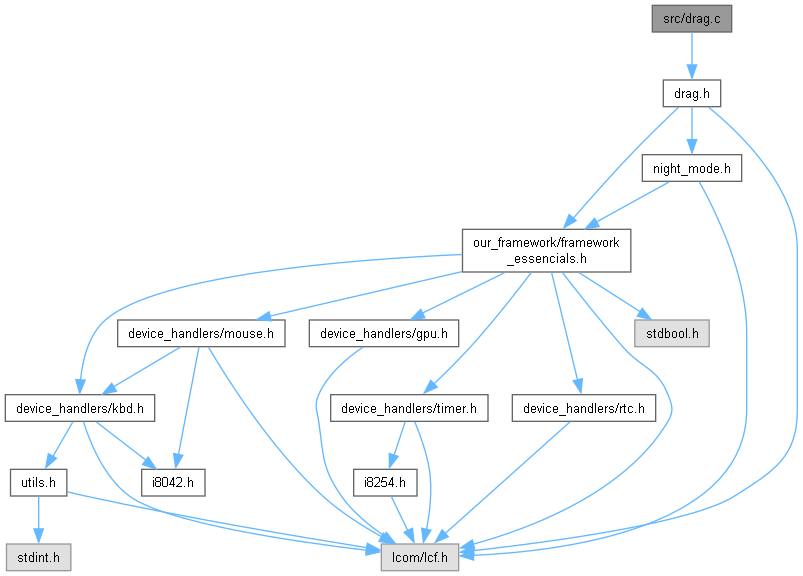 src/drag.c
drag.h
night_mode.h
our_framework/framework
_essencials.h
device_handlers/mouse.h
device_handlers/gpu.h
stdbool.h
device_handlers/kbd.h
device_handlers/timer.h
device_handlers/rtc.h
utils.h
i8042.h
i8254.h
stdint.h
lcom/lcf.h